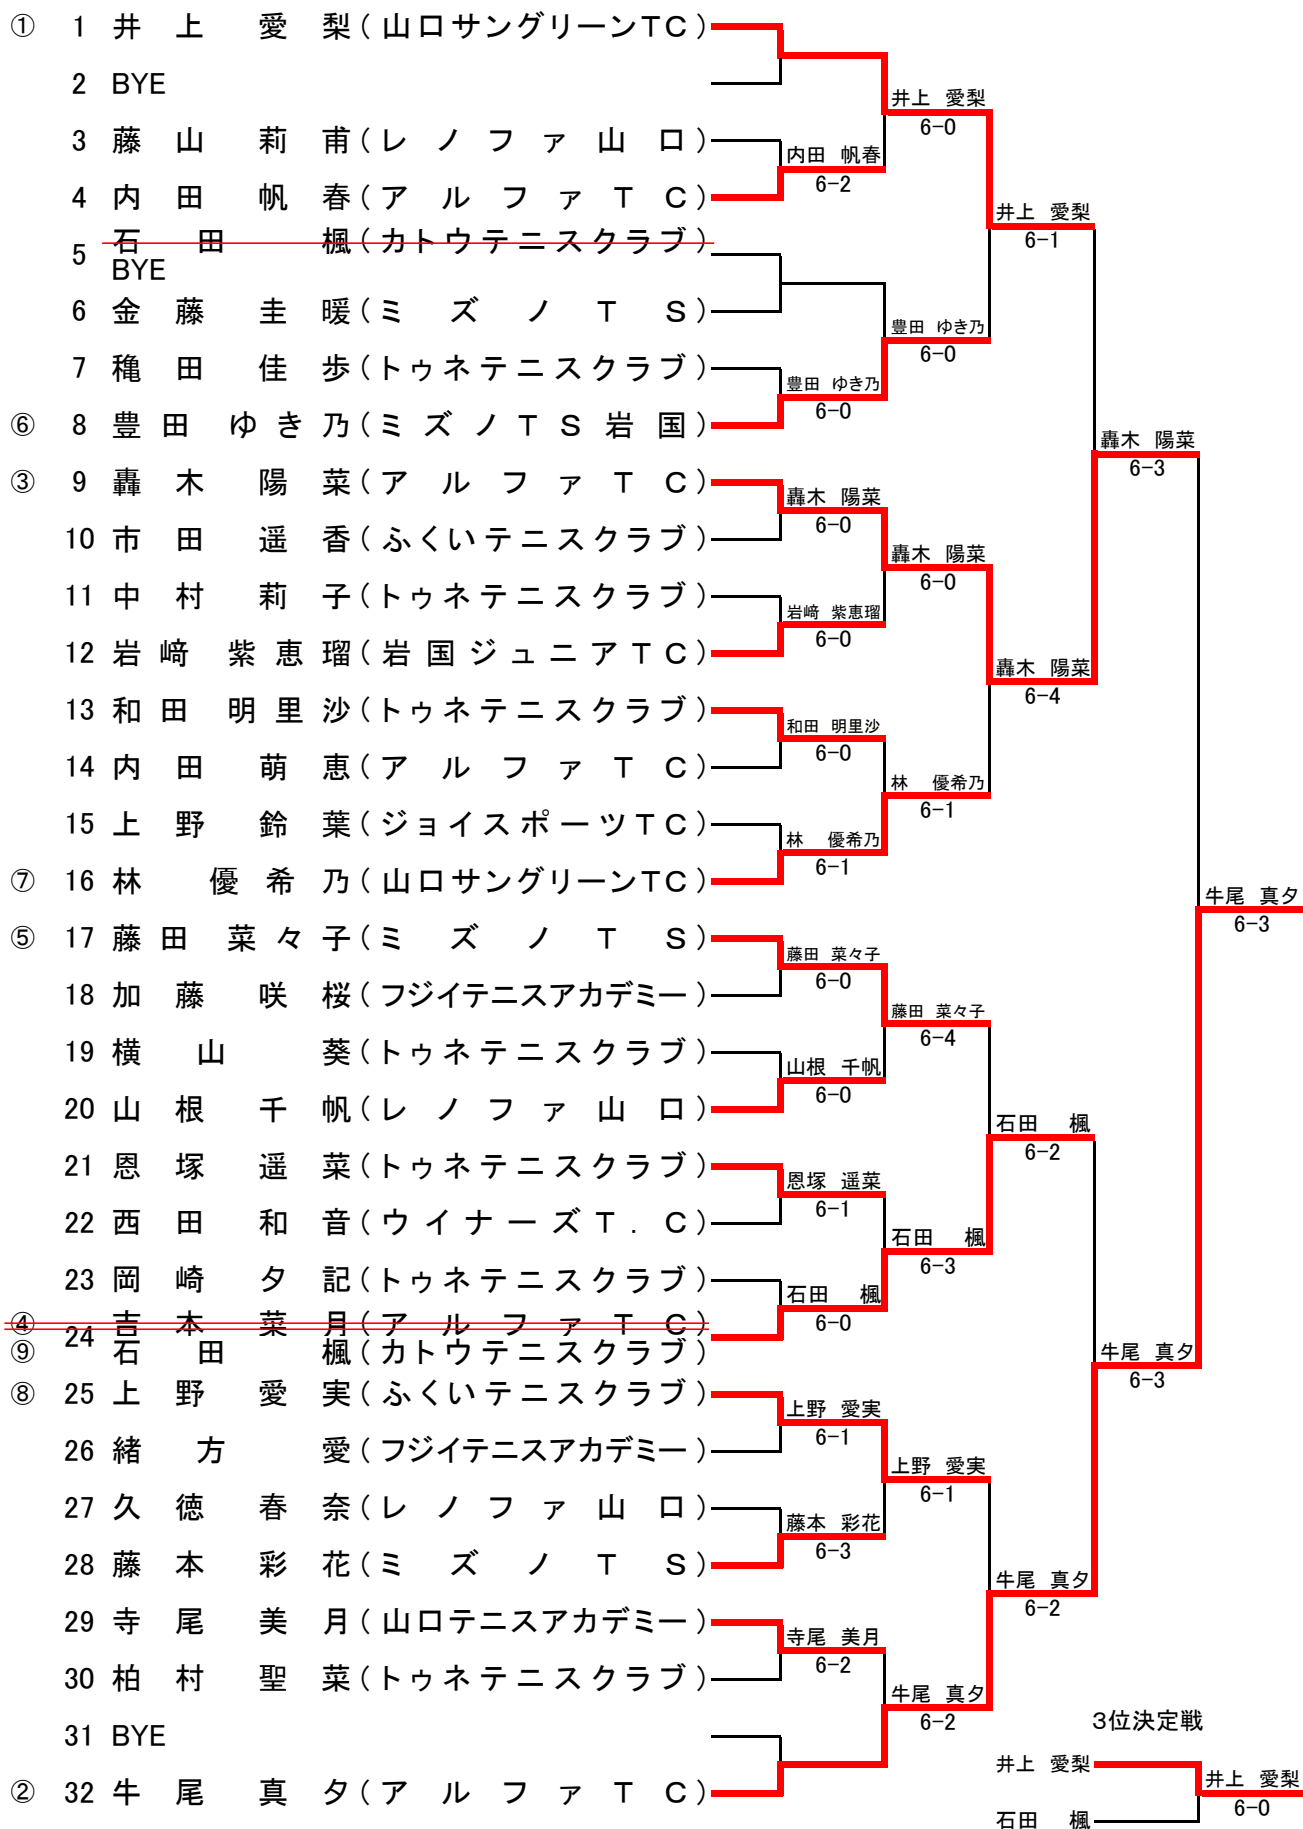 ① 1 井上 愛梨(山口サングリーンTC)
2 BYE
井上 愛梨
6-0
3 藤山 莉甫(レノファ山口)
内田 帆春
6-2
4 内田 帆春(アルファTC)
井上 愛梨
6-1
5 石田 楓(カトウテニスクラブ)
BYE
6 金藤 圭暖(ミズノTS)
豊田 ゆき乃
6-0
7 穐田 佳歩(トゥネテニスクラブ)
豊田 ゆき乃
6-0
⑥ 8 豊田 ゆき乃(ミズノTS岩国)
轟木 陽菜
6-3
③ 9 轟木 陽菜(アルファTC)
轟木 陽菜
6-0
10 市田 遥香(ふくいテニスクラブ)
轟木 陽菜
6-0
11 中村 莉子(トゥネテニスクラブ)
岩﨑 紫恵瑠
6-0
12 岩﨑 紫恵瑠(岩国ジュニアTC)
轟木 陽菜
6-4
13 和田 明里沙(トゥネテニスクラブ)
和田 明里沙
6-0
14 内田 萌恵(アルファTC)
林 優希乃
6-1
15 上野 鈴葉(ジョイスポーツTC)
林 優希乃
6-1
⑦ 16 林 優希乃(山口サングリーンTC)
牛尾 真夕
6-3
⑤ 17 藤田 菜々子(ミズノTS)
藤田 菜々子
6-0
18 加藤 咲桜(フジイテニスアカデミー)
藤田 菜々子
6-4
19 横山 葵(トゥネテニスクラブ)
山根 千帆
6-0
20 山根 千帆(レノファ山口)
石田 楓
6-2
21 恩塚 遥菜(トゥネテニスクラブ)
恩塚 遥菜
6-1
22 西田 和音(ウイナーズT.C)
石田 楓
6-3
23 岡崎 夕記(トゥネテニスクラブ)
石田 楓
6-0
④ 24 吉本 菜月(アルファTC)
⑨ 石田 楓(カトウテニスクラブ)
牛尾 真夕
6-3
⑧ 25 上野 愛実(ふくいテニスクラブ)
上野 愛実
6-1
26 緒方 愛(フジイテニスアカデミー)
上野 愛実
6-1
27 久徳 春奈(レノファ山口)
藤本 彩花
6-3
28 藤本 彩花(ミズノTS)
牛尾 真夕
6-2
29 寺尾 美月(山口テニスアカデミー)
寺尾 美月
6-2
30 柏村 聖菜(トゥネテニスクラブ)
牛尾 真夕
6-2
31 BYE
② 32 牛尾 真夕(アルファTC)
3位決定戦
井上 愛梨
井上 愛梨
6-0
石田 楓